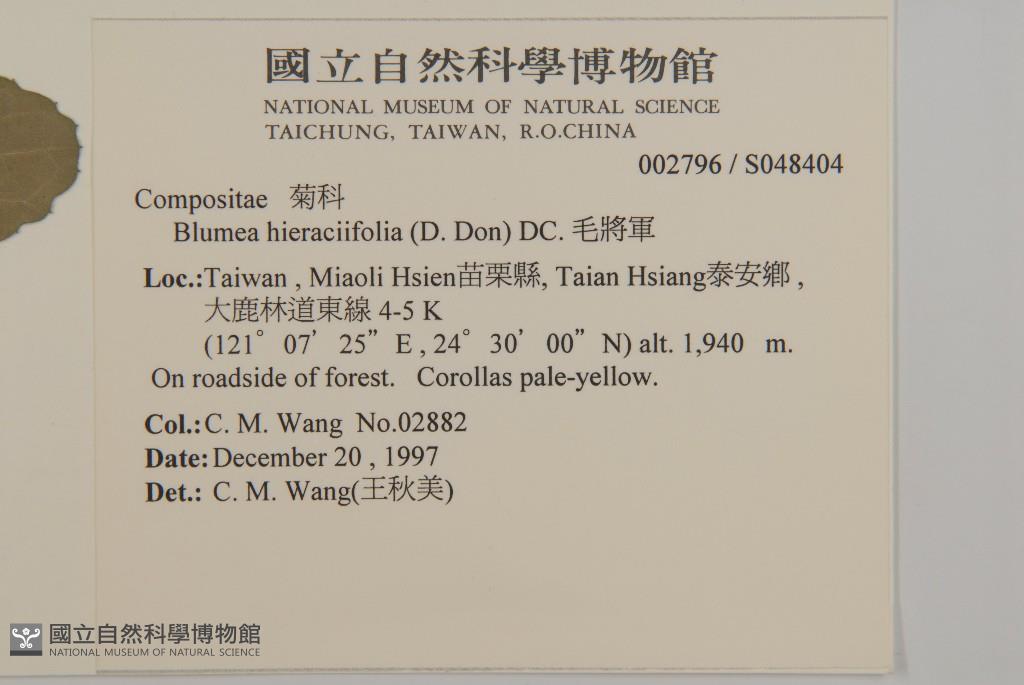 國立自然科學博物館
NATIONAL MUSEUM OF NATURAL SCIENCE
TAICHUNG, TAIWAN, R.O.CHINA
002796 / S048404
Compositae 菊科
Blumea hieraciifolia (D. Don) DC. 毛將軍
Loc.:Taiwan , Miaoli Hsien苗栗縣, Taian Hsiang泰安鄉 ,
大鹿林道東線 4-5 K
(121° 07’ 25” E , 24° 30’ 00” N) alt. 1,940 m.
On roadside of forest. Corollas pale-yellow.
Col.:C. M. Wang No.02882
Date:December 20 , 1997
Det.: C. M. Wang(王秋美)
國立自然科學博物館
NATIONAL MUSEUM OF NATURAL SCIENCE